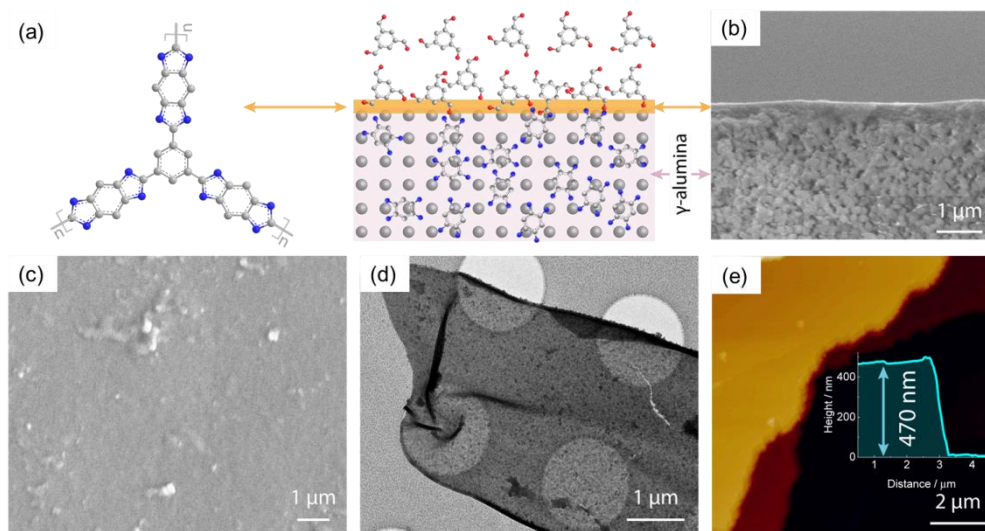 (a)
n
n
n
γ-alumina
(b)
1 μm
(c)
1 μm
(d)
1 μm
(e)
Height / nm
400
200
0
470 nm
1 2 3 4
Distance / μm
2 μm